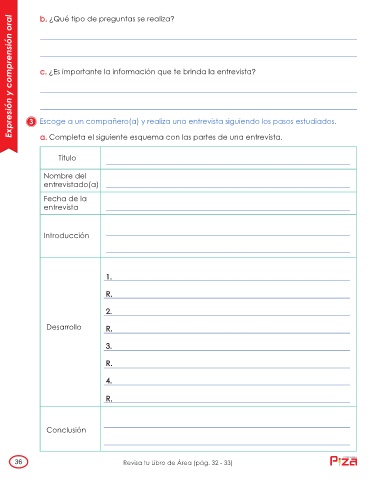 Expresión y comprensión oral
b. ¿Qué tipo de preguntas se realiza?
c. ¿Es importante la información que te brinda la entrevista?
3 Escoge a un compañero(a) y realiza una entrevista siguiendo los pasos estudiados.
a. Completa el siguiente esquema con las partes de una entrevista.
Título
Nombre del
entrevistado(a)
Fecha de la
entrevista
Introducción
Desarrollo
1.
R.
2.
R.
3.
R.
4.
R.
Conclusión
36
Revisa tu Libro de Área (pág. 32 - 33)
PIZA